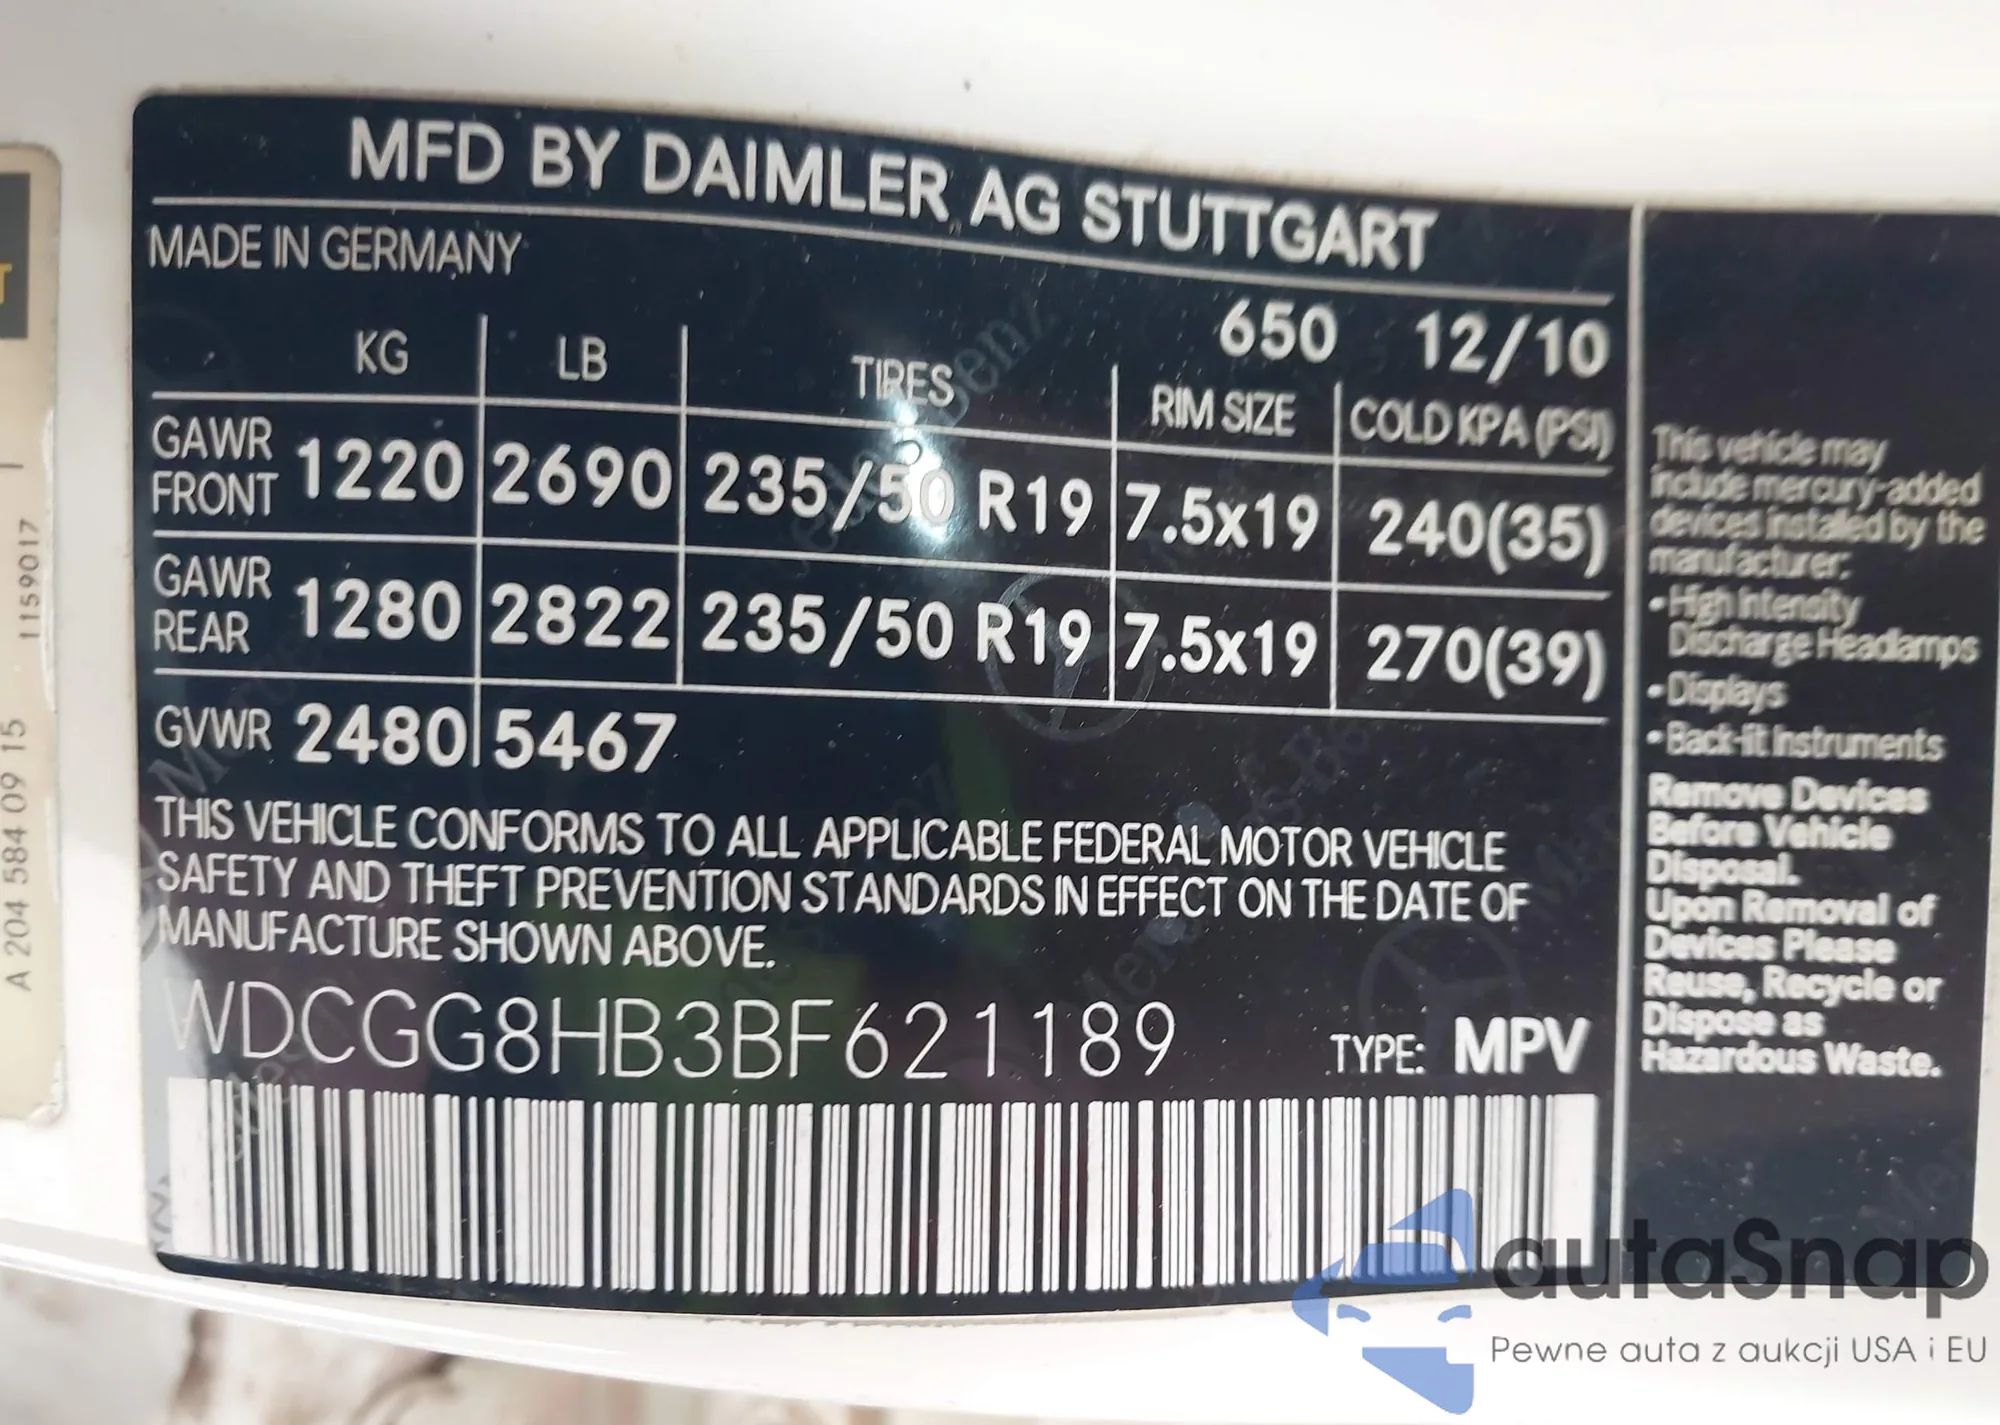 MFD BY DAIMLER AG STUTTGART
MADE IN GERMANY
650 12/10
KG LB TIRES RIM SIZE COLD KPA (PSI)
GAWR FRONT 1220 2690 235/50 R19 7.5x19 240(35)
GAWR REAR 1280 2822 235/50 R19 7.5x19 270(39)
GVWR 2480 5467
THIS VEHICLE CONFORMS TO ALL APPLICABLE FEDERAL MOTOR VEHICLE
SAFETY AND THEFT PREVENTION STANDARDS IN EFFECT ON THE DATE OF
MANUFACTURE SHOWN ABOVE.
WDCGG8HB3BF621189 TYPE: MPV
This vehicle may
include mercury-added
devices installed by the
manufacturer:
• High Intensity
Discharge Headlamps
• Displays
• Back-lit Instruments
Remove Devices
Before Vehicle
Disposal.
Upon Removal of
Devices Please
Reuse, Recycle or
Dispose as
Hazardous Waste.
A 204 584 09 15 1159017
autaSnap
Pewne auta z aukcji USA i EU